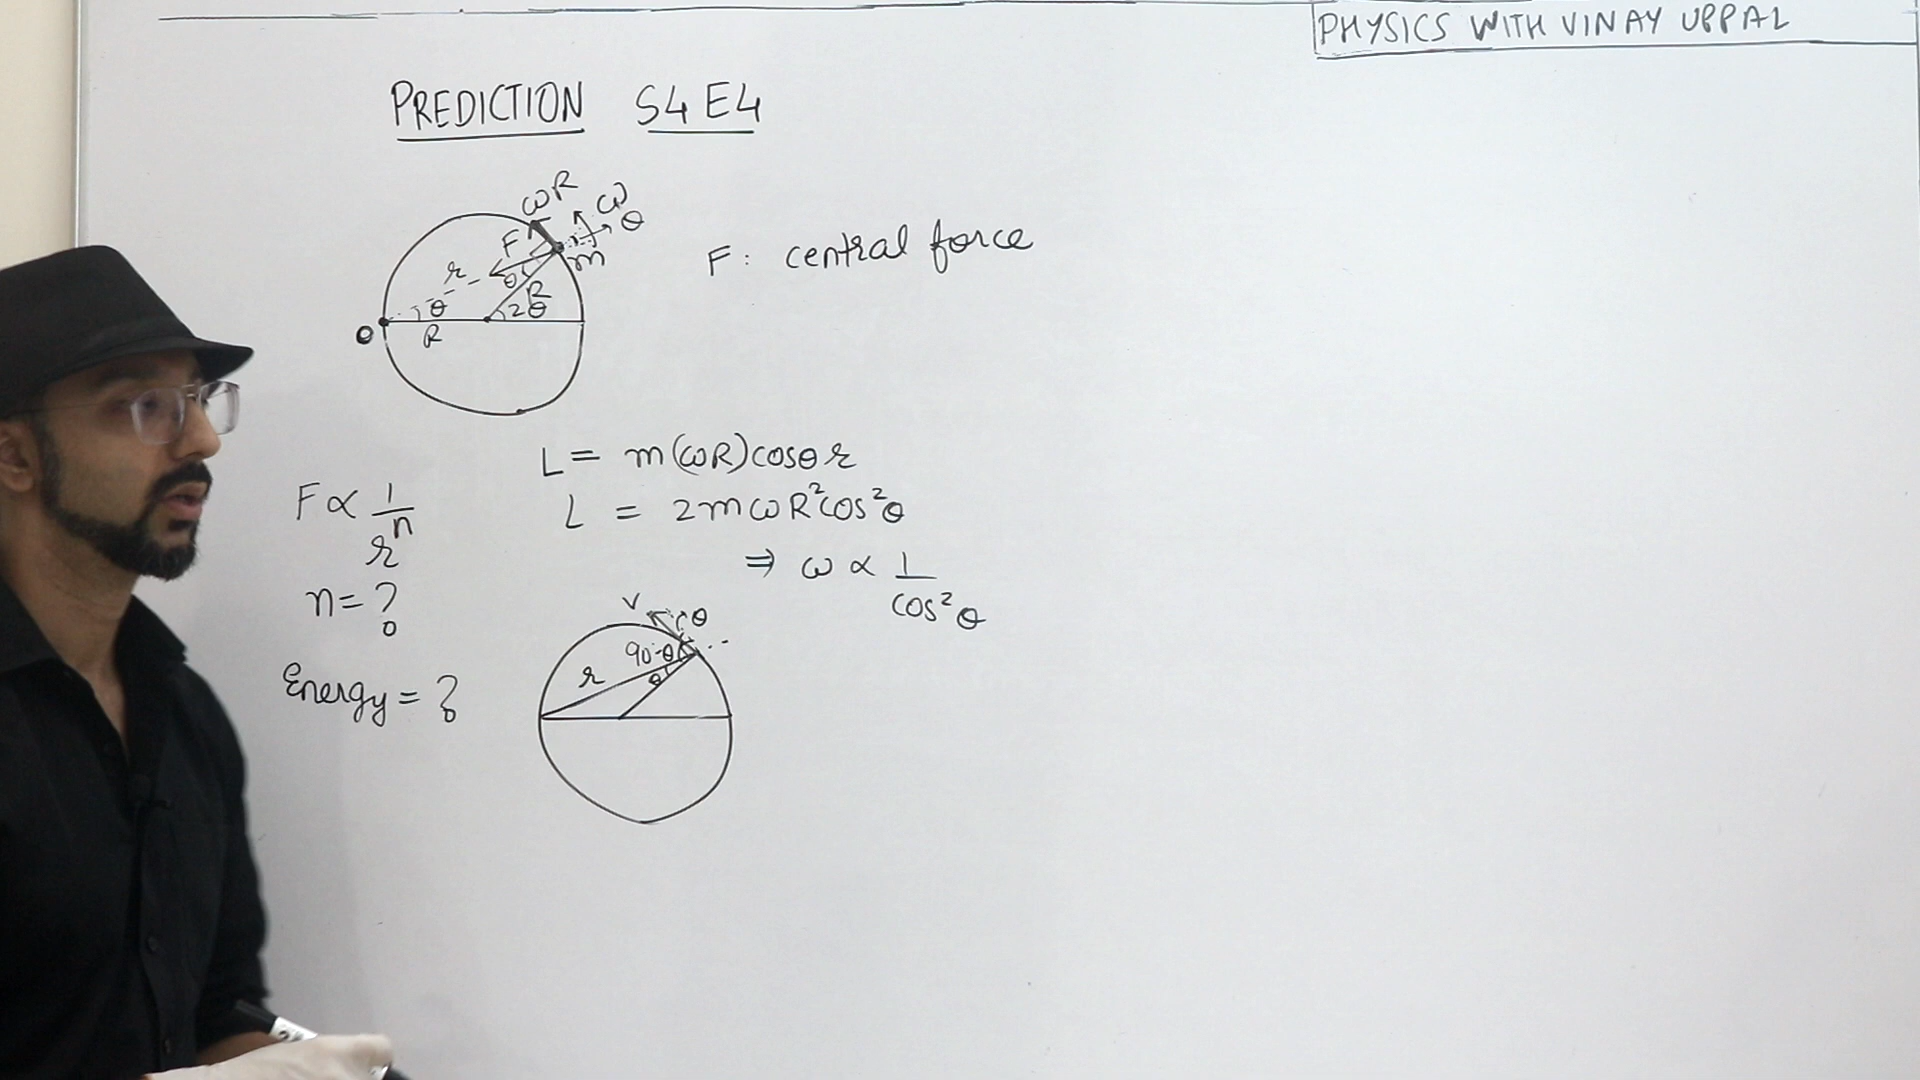 PHYSICS WITH VINAY UPPAL
PREDICTION S4 E4
ωR ω
θ
F m
r θ R
θ 2θ
O R
F: central force
L = m(ωR)cosθ r
L = 2mωR²cos²θ
⇒ ω ∝ 1/cos²θ
F ∝ 1/rⁿ
n = ?
Energy = ?
v θ
90-θ
r θ